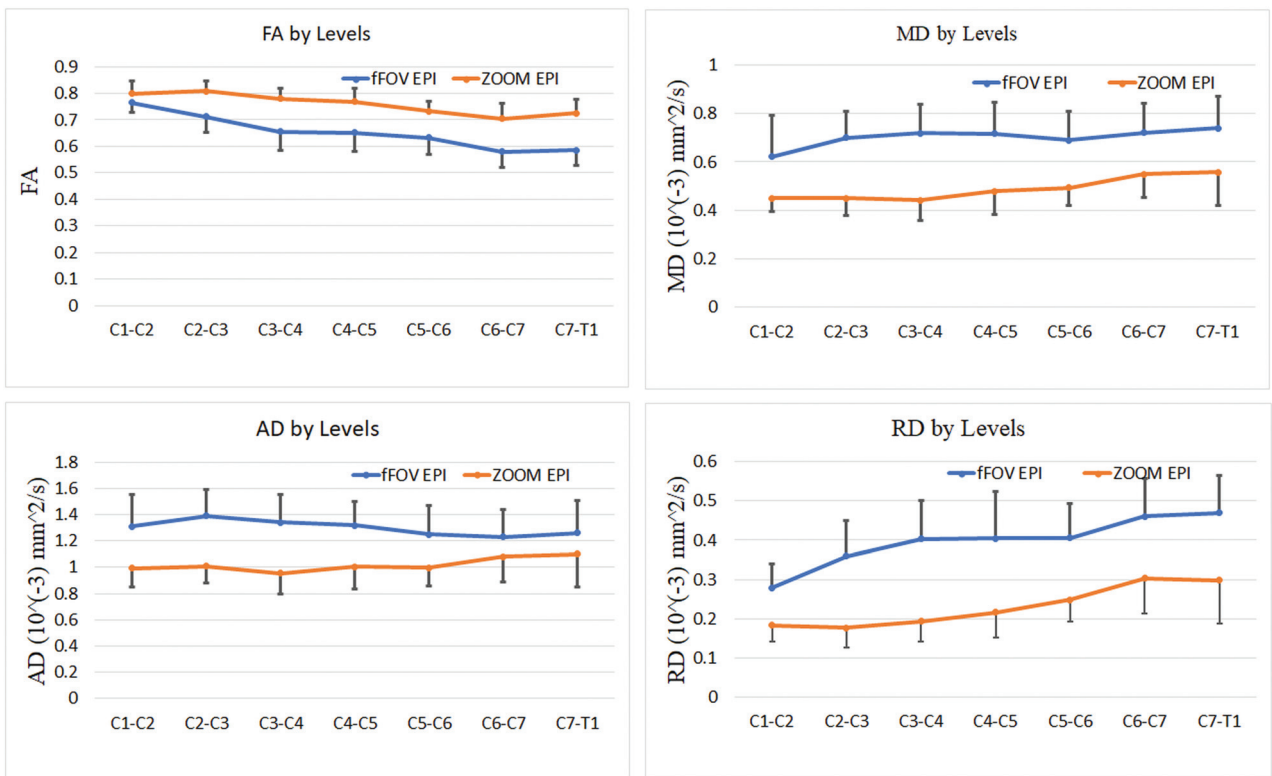 FA by Levels
fFOV EPI ZOOM EPI
0.9
0.8
0.7
0.6
0.5
0.4
0.3
0.2
0.1
0
FA
C1-C2 C2-C3 C3-C4 C4-C5 C5-C6 C6-C7 C7-T1
MD by Levels
fFOV EPI ZOOM EPI
1
0.8
0.6
0.4
0.2
0
MD (10^(-3) mm^2/s)
C1-C2 C2-C3 C3-C4 C4-C5 C5-C6 C6-C7 C7-T1
AD by Levels
fFOV EPI ZOOM EPI
1.8
1.6
1.4
1.2
1
0.8
0.6
0.4
0.2
0
AD (10^(-3) mm^2/s)
C1-C2 C2-C3 C3-C4 C4-C5 C5-C6 C6-C7 C7-T1
RD by Levels
fFOV EPI ZOOM EPI
0.6
0.5
0.4
0.3
0.2
0.1
0
RD (10^(-3) mm^2/s)
C1-C2 C2-C3 C3-C4 C4-C5 C5-C6 C6-C7 C7-T1